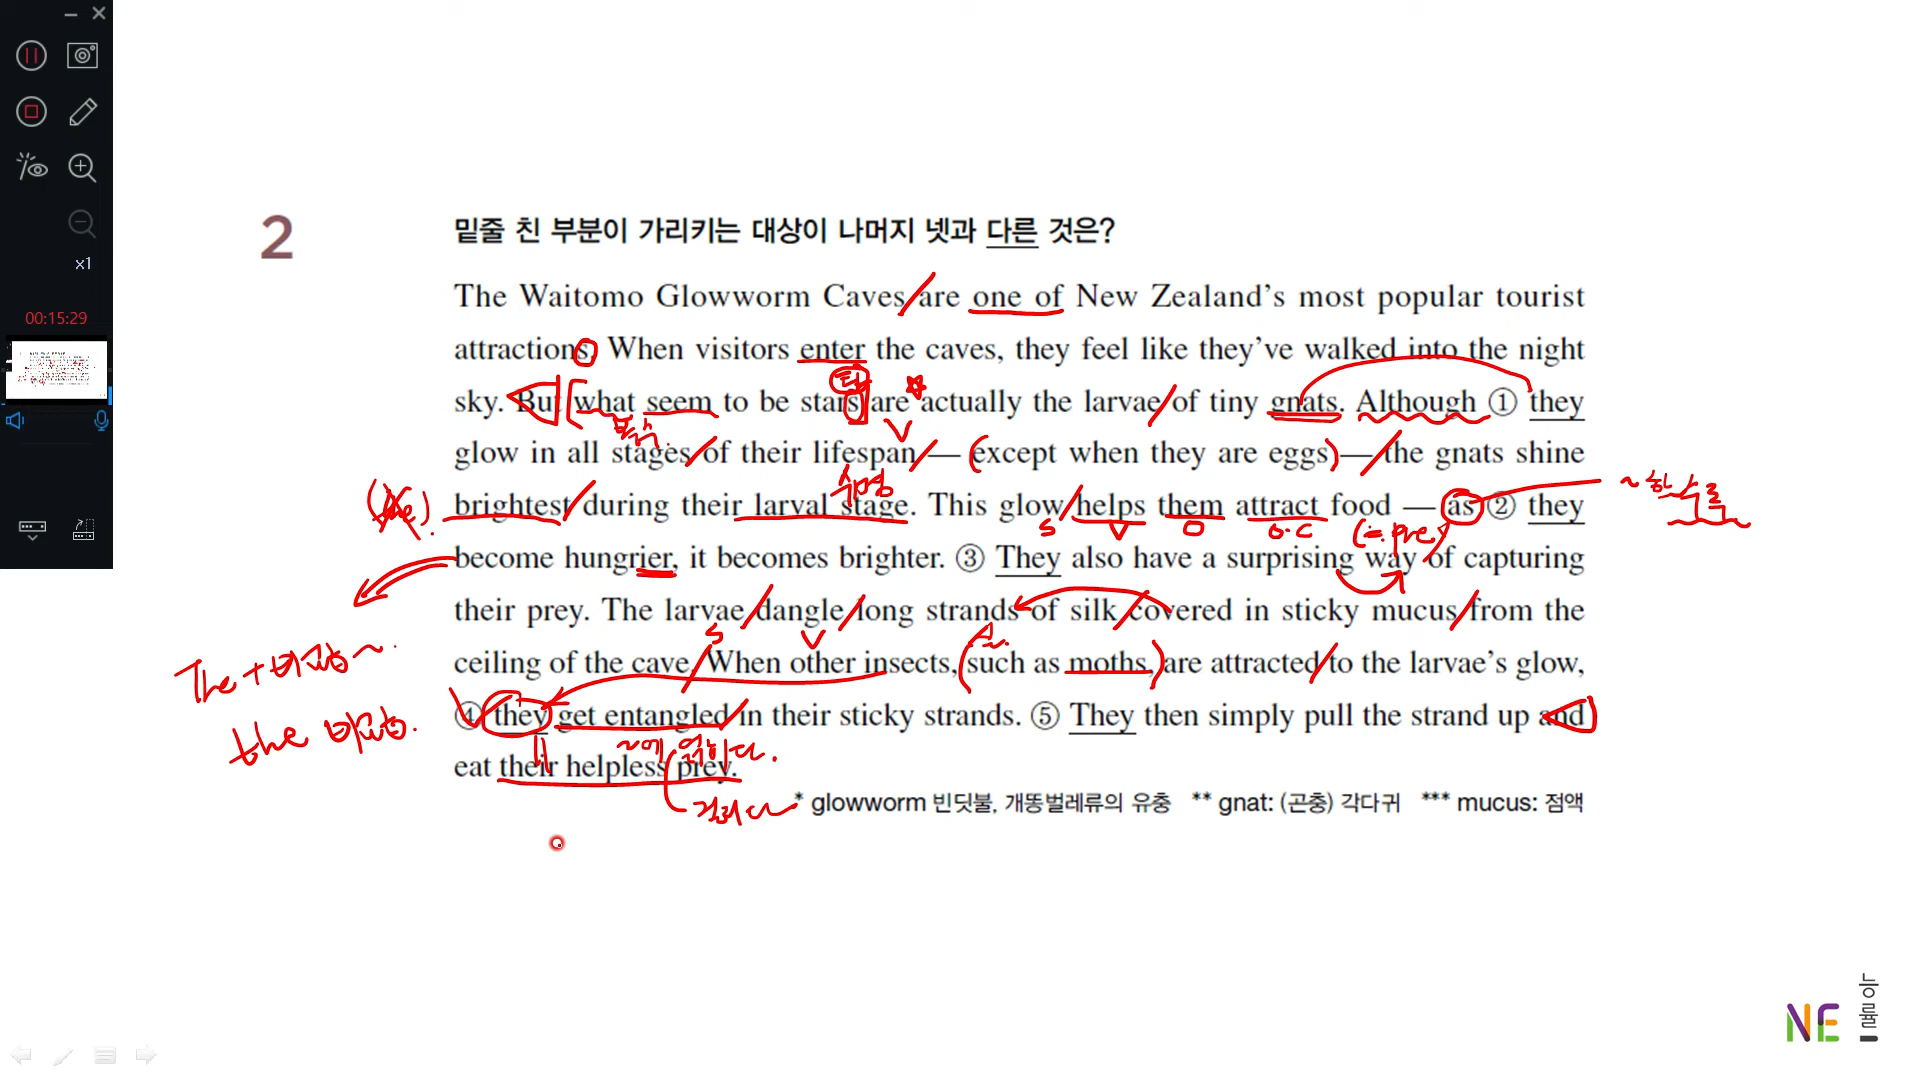 x1
00:15:29
2
밑줄 친 부분이 가리키는 대상이 나머지 넷과 다른 것은?
The Waitomo Glowworm Caves are one of New Zealand's most popular tourist
attractions. When visitors enter the caves, they feel like they've walked into the night
sky. But what seem to be stars are actually the larvae of tiny gnats. Although ① they
glow in all stages of their lifespan — except when they are eggs — the gnats shine
수명
brightest during their larval stage. This glow helps them attract food — as ② they
~할수록
S V O O.C
become hungrier, it becomes brighter. ③ They also have a surprising way of capturing
their prey. The larvae dangle long strands of silk covered in sticky mucus from the
S V
ceiling of the cave. When other insects, such as moths, are attracted to the larvae's glow,
The + 비교급 ~
④ they get entangled in their sticky strands. ⑤ They then simply pull the strand up and
the 비교급.
~에 얽히다.
eat their helpless prey.
걸리다
* glowworm 빈딧불, 개똥벌레류의 유충 ** gnat: (곤충) 각다귀 *** mucus: 점액
NE 능률